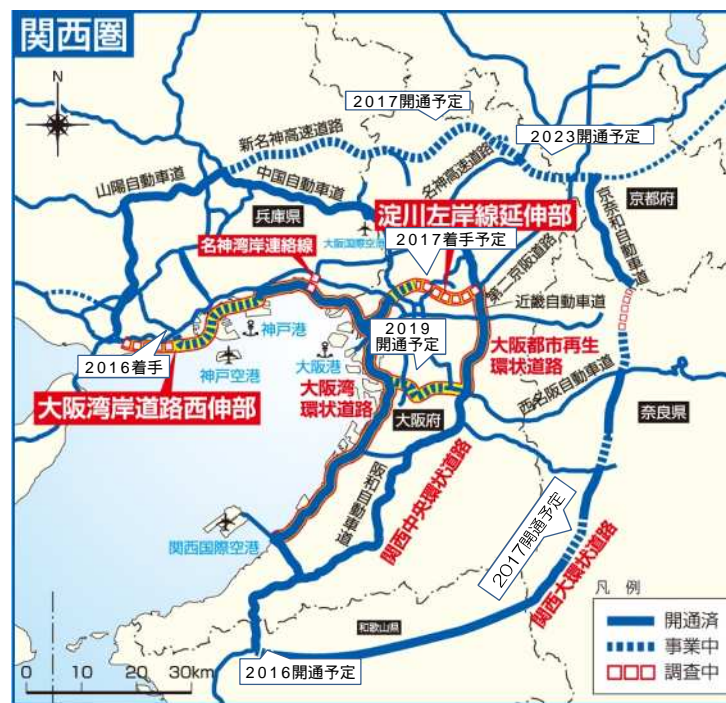 関西圏
N
2017開通予定
2023開通予定
新名神高速道路
名神高速道路
山陽自動車道
中国自動車道
兵庫県
京都府
京奈和自動車道
淀川左岸線延伸部
大阪国際空港
2017着手予定
名神湾岸連絡線
第二京阪道路
近畿自動車道
神戸港
2019
開通予定
2016着手
神戸空港
大阪港
大阪湾
環状道路
大阪都市再生
環状道路
大阪湾岸道路西伸部
西名阪自動車道
大阪府
奈良県
阪和自動車道
関西中央環状道路
関西国際空港
2017開通予定
関西大環状道路
凡 例
開通済
事業中
調査中
和歌山県
2016開通予定
0 10 20 30km